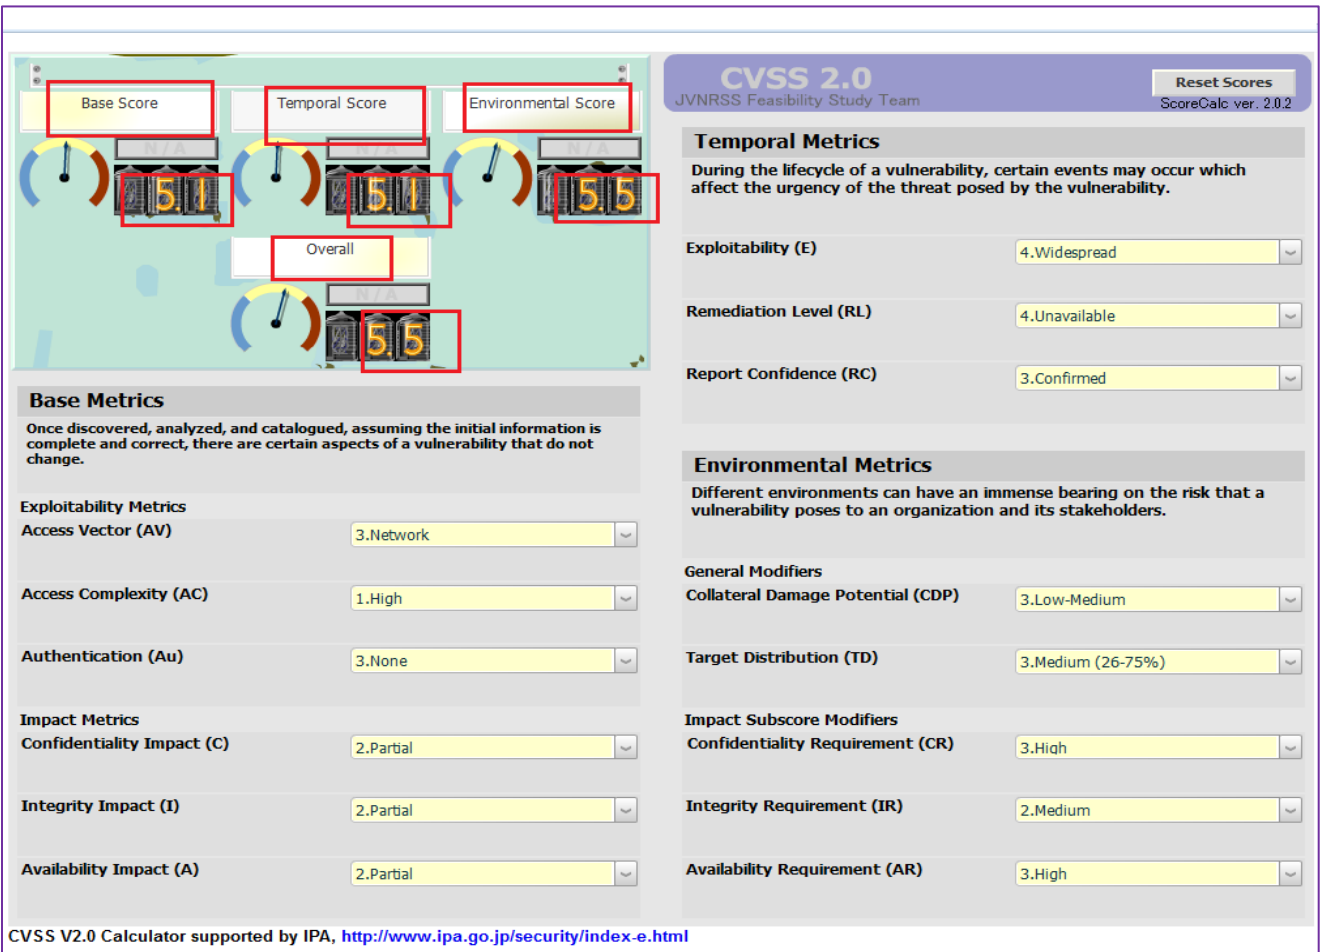 Base Score
Temporal Score
Environmental Score
N/A
N/A
N/A
5.1
5.1
5.5
Overall
N/A
5.5
CVSS 2.0
JVNRSS Feasibility Study Team
Reset Scores
ScoreCalc ver. 2.0.2
Base Metrics
Once discovered, analyzed, and catalogued, assuming the initial information is
complete and correct, there are certain aspects of a vulnerability that do not
change.
Exploitability Metrics
Access Vector (AV) 3.Network
Access Complexity (AC) 1.High
Authentication (Au) 3.None
Impact Metrics
Confidentiality Impact (C) 2.Partial
Integrity Impact (I) 2.Partial
Availability Impact (A) 2.Partial
Temporal Metrics
During the lifecycle of a vulnerability, certain events may occur which
affect the urgency of the threat posed by the vulnerability.
Exploitability (E) 4.Widespread
Remediation Level (RL) 4.Unavailable
Report Confidence (RC) 3.Confirmed
Environmental Metrics
Different environments can have an immense bearing on the risk that a
vulnerability poses to an organization and its stakeholders.
General Modifiers
Collateral Damage Potential (CDP) 3.Low-Medium
Target Distribution (TD) 3.Medium (26-75%)
Impact Subscore Modifiers
Confidentiality Requirement (CR) 3.High
Integrity Requirement (IR) 2.Medium
Availability Requirement (AR) 3.High
CVSS V2.0 Calculator supported by IPA, http://www.ipa.go.jp/security/index-e.html